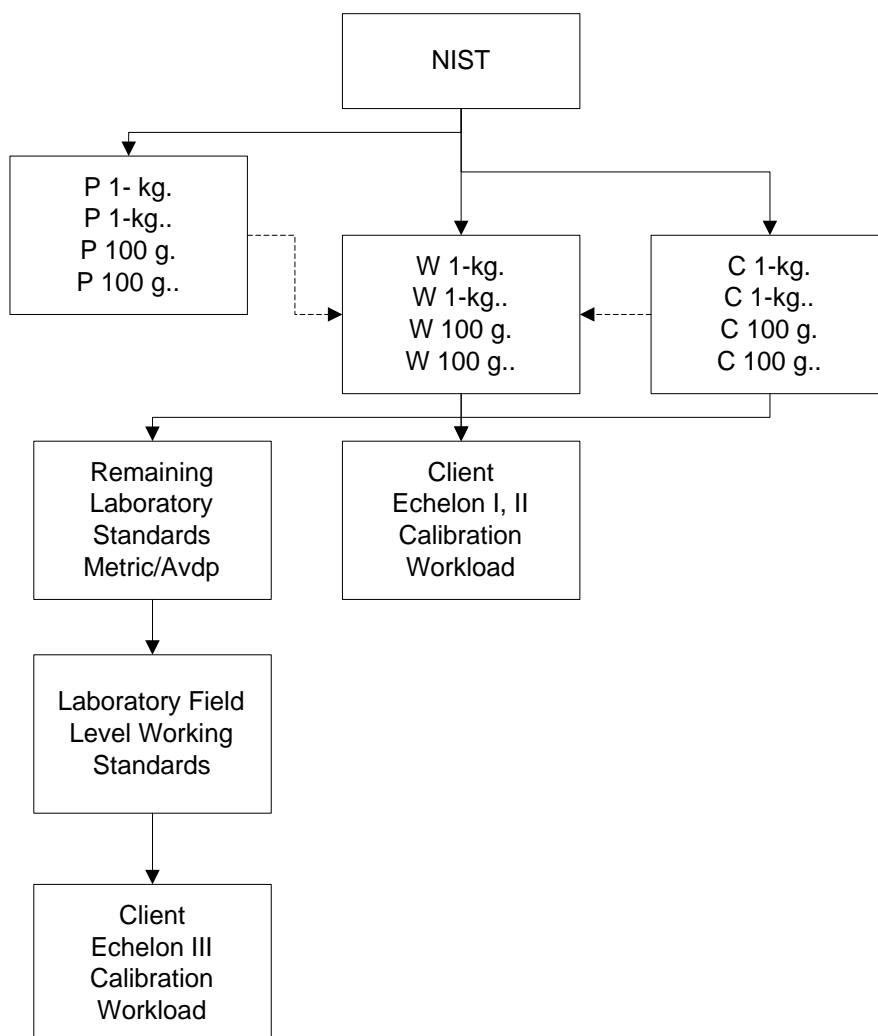 NIST
P 1- kg.
P 1-kg..
P 100 g.
P 100 g..
W 1-kg.
W 1-kg..
W 100 g.
W 100 g..
C 1-kg.
C 1-kg..
C 100 g.
C 100 g..
Remaining
Laboratory
Standards
Metric/Avdp
Client
Echelon I, II
Calibration
Workload
Laboratory Field
Level Working
Standards
Client
Echelon III
Calibration
Workload